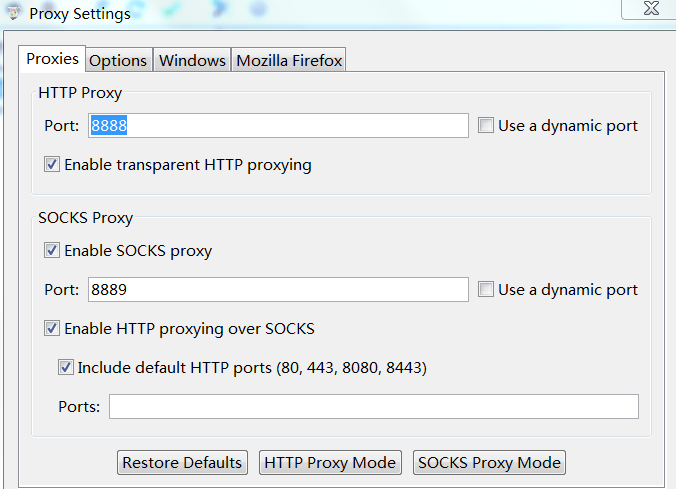 Proxy Settings
Proxies Options Windows Mozilla Firefox
HTTP Proxy
Port: 8888 Use a dynamic port
Enable transparent HTTP proxying
SOCKS Proxy
Enable SOCKS proxy
Port: 8889 Use a dynamic port
Enable HTTP proxying over SOCKS
Include default HTTP ports (80, 443, 8080, 8443)
Ports:
Restore Defaults HTTP Proxy Mode SOCKS Proxy Mode